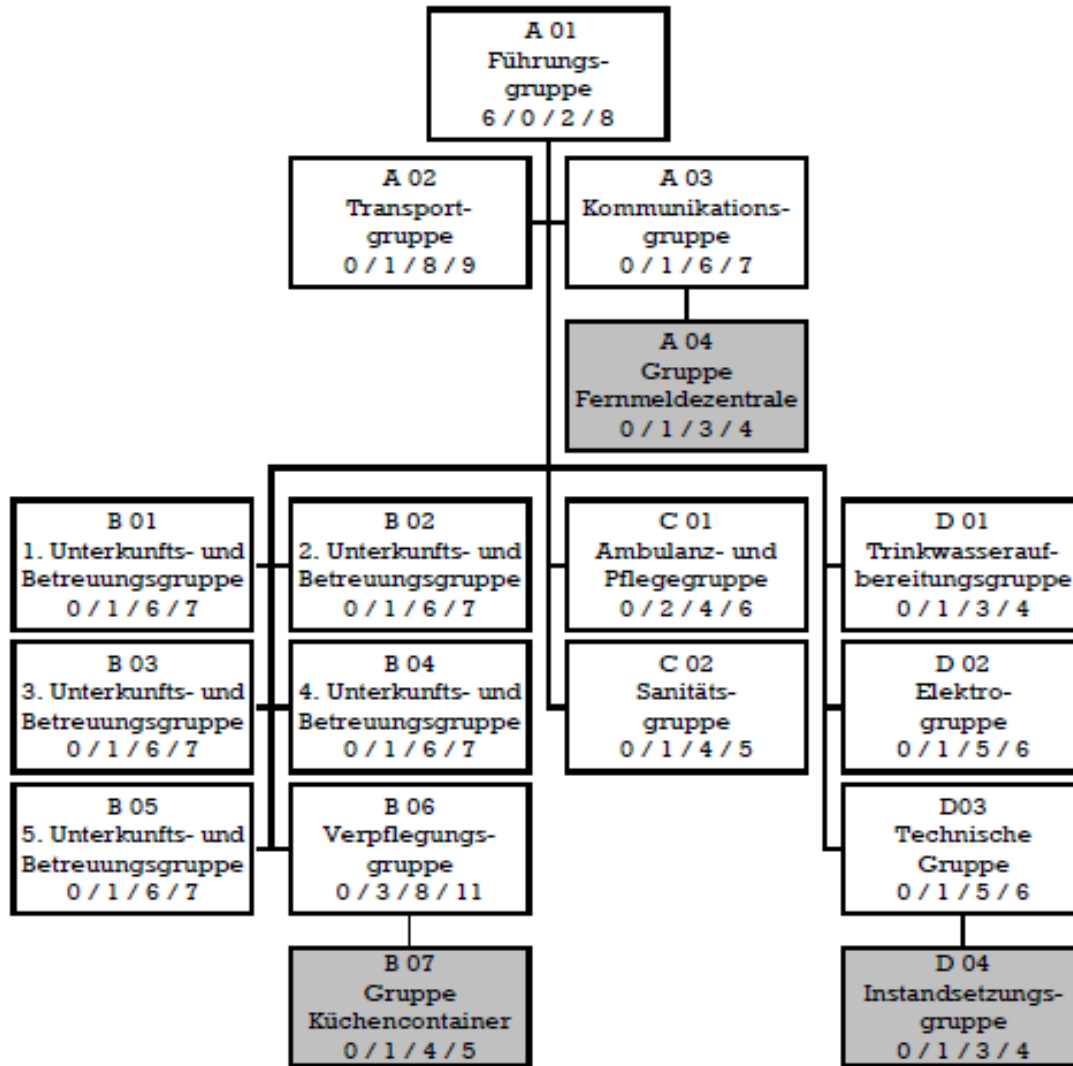 A 01
Führungs-
gruppe
6 / 0 / 2 / 8
A 02
Transport-
gruppe
0 / 1 / 8 / 9
A 03
Kommunikations-
gruppe
0 / 1 / 6 / 7
A 04
Gruppe
Fernmeldezentrale
0 / 1 / 3 / 4
B 01
1. Unterkunfts- und
Betreuungsgruppe
0 / 1 / 6 / 7
B 02
2. Unterkunfts- und
Betreuungsgruppe
0 / 1 / 6 / 7
C 01
Ambulanz- und
Pflegegruppe
0 / 2 / 4 / 6
D 01
Trinkwasserauf-
bereitungsgruppe
0 / 1 / 3 / 4
B 03
3. Unterkunfts- und
Betreuungsgruppe
0 / 1 / 6 / 7
B 04
4. Unterkunfts- und
Betreuungsgruppe
0 / 1 / 6 / 7
C 02
Sanitäts-
gruppe
0 / 1 / 4 / 5
D 02
Elektro-
gruppe
0 / 1 / 5 / 6
B 05
5. Unterkunfts- und
Betreuungsgruppe
0 / 1 / 6 / 7
B 06
Verpflegungs-
gruppe
0 / 3 / 8 / 11
D03
Technische
Gruppe
0 / 1 / 5 / 6
B 07
Gruppe
Küchencontainer
0 / 1 / 4 / 5
D 04
Instandsetzungs-
gruppe
0 / 1 / 3 / 4